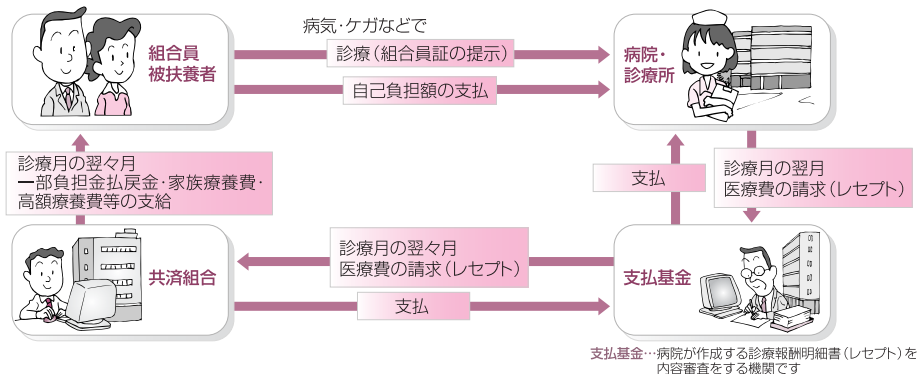 病気・ケガなどで
組合員
被扶養者
診療（組合員証の提示）
自己負担額の支払
病院・
診療所
診療月の翌々月
一部負担金払戻金・家族療養費・
高額療養費等の支給
支払
診療月の翌月
医療費の請求（レセプト）
共済組合
診療月の翌々月
医療費の請求（レセプト）
支払
支払基金
支払基金…病院が作成する診療報酬明細書（レセプト）を
内容審査をする機関です